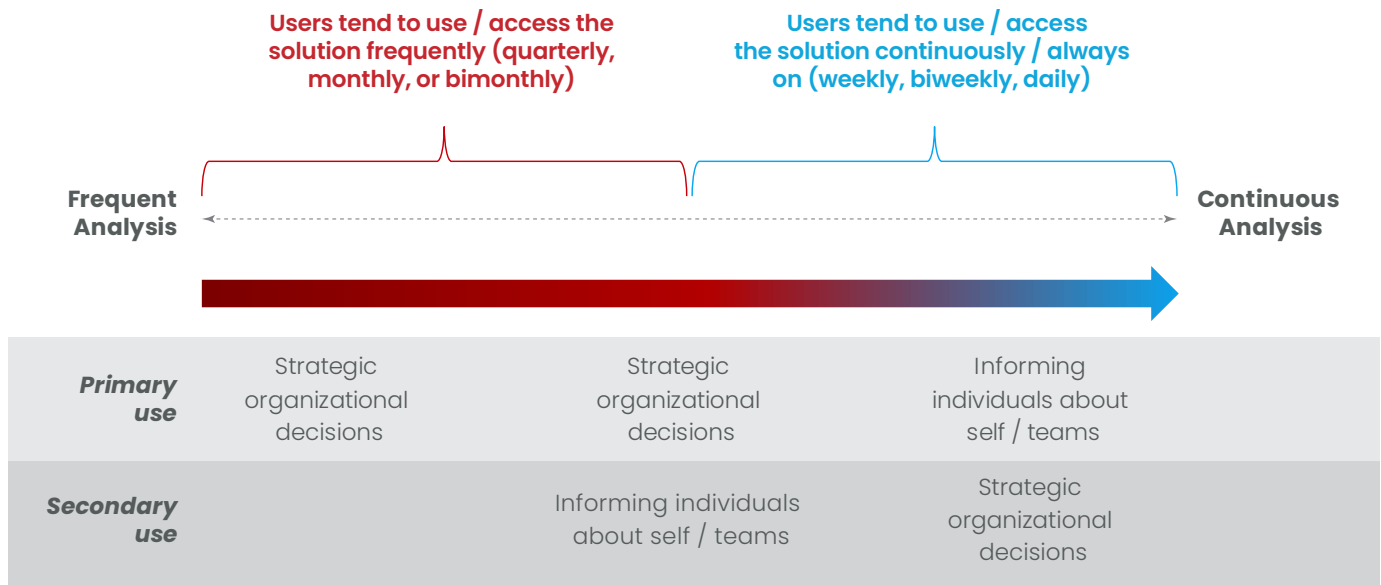 Users tend to use / access the
solution frequently (quarterly,
monthly, or bimonthly)
Users tend to use / access
the solution continuously / always
on (weekly, biweekly, daily)
Frequent
Analysis
Continuous
Analysis
Primary
use
Strategic
organizational
decisions
Strategic
organizational
decisions
Informing
individuals about
self / teams
Secondary
use
Informing individuals
about self / teams
Strategic
organizational
decisions